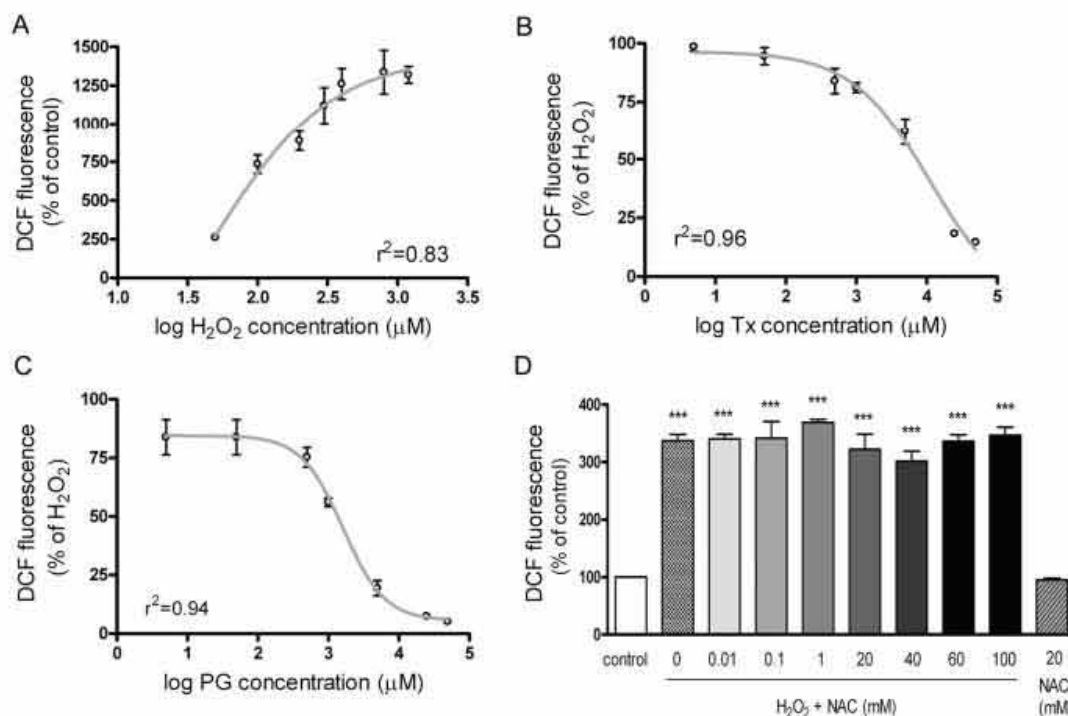 A
DCF fluorescence
(% of control)
1500
1250
1000
750
500
250
0
r²=0.83
1.0 1.5 2.0 2.5 3.0 3.5
log H₂O₂ concentration (µM)
B
DCF fluorescence
(% of H₂O₂)
100
75
50
25
0
r²=0.96
0 1 2 3 4 5
log Tx concentration (µM)
C
DCF fluorescence
(% of H₂O₂)
100
75
50
25
0
r²=0.94
0 1 2 3 4 5
log PG concentration (µM)
D
DCF fluorescence
(% of control)
400
300
200
100
0
*** *** *** *** *** *** *** ***
control 0 0.01 0.1 1 20 40 60 100 20
H₂O₂ + NAC (mM)
NAC
(mM)